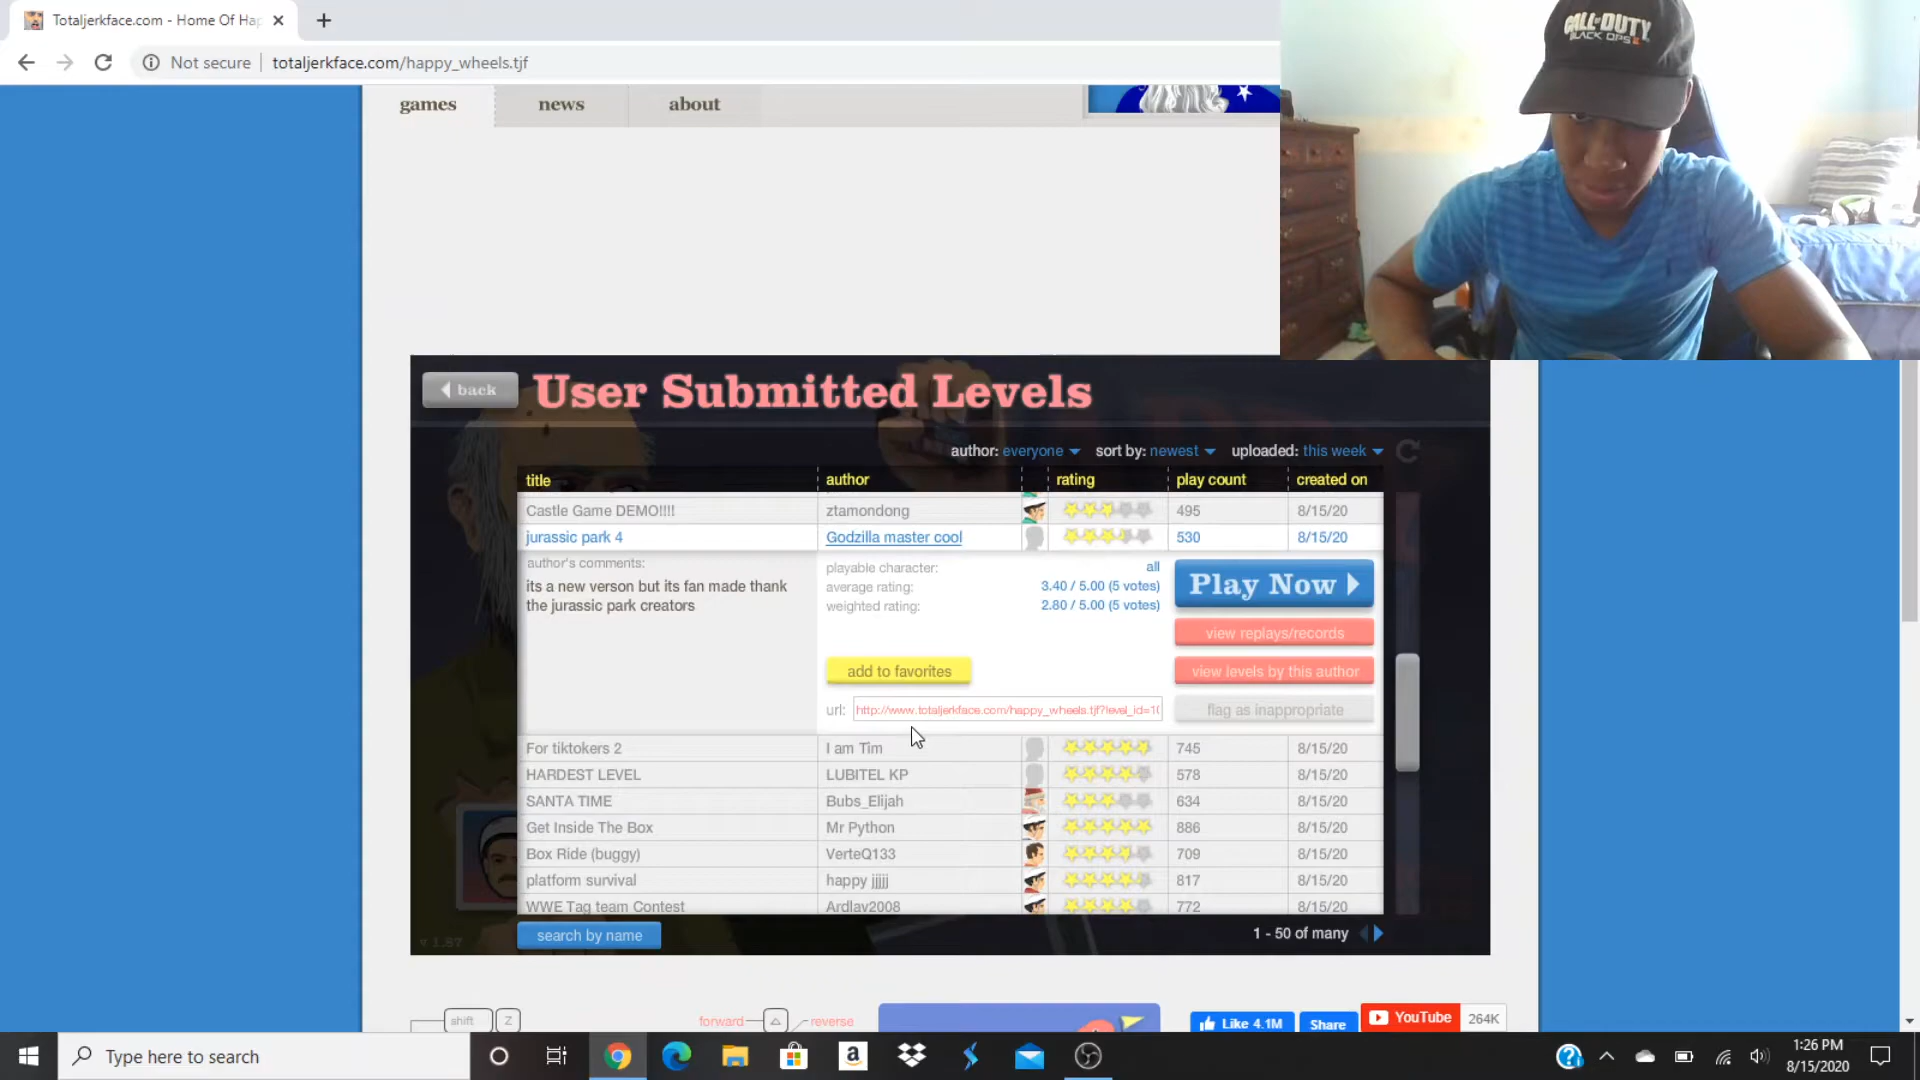 Totaljerkface.com - Home Of Hap
Not secure
totaljerkface.com/happy_wheels.tjf
CALL OF DUTY
BLACK OPS
games
news
about
back
User Submitted Levels
author: everyone
sort by: newest
uploaded: this week
title
author
rating
play count
created on
Castle Game DEMO!!!!
ztamondong
495
8/15/20
jurassic park 4
Godzilla master cool
530
8/15/20
author's comments:
its a new verson but its fan made thank
the jurassic park creators
playable character:
all
average rating:
3.40 / 5.00 (5 votes)
weighted rating:
2.80 / 5.00 (5 votes)
Play Now
view replays/records
add to favorites
view levels by this author
url:
http://www.totaljerkface.com/happy_wheels.tjf?level_id=10
flag as inappropriate
For tiktokers 2
I am Tim
745
8/15/20
HARDEST LEVEL
LUBITEL KP
578
8/15/20
SANTA TIME
Bubs_Elijah
634
8/15/20
Get Inside The Box
Mr Python
886
8/15/20
Box Ride (buggy)
VerteQ133
709
8/15/20
platform survival
happy jjjjj
817
8/15/20
WWE Tag team Contest
Ardlav2008
772
8/15/20
v 1.87
search by name
1 - 50 of many
shift
Z
forward
reverse
Like 4.1M
Share
YouTube
264K
Type here to search
1:26 PM
8/15/2020